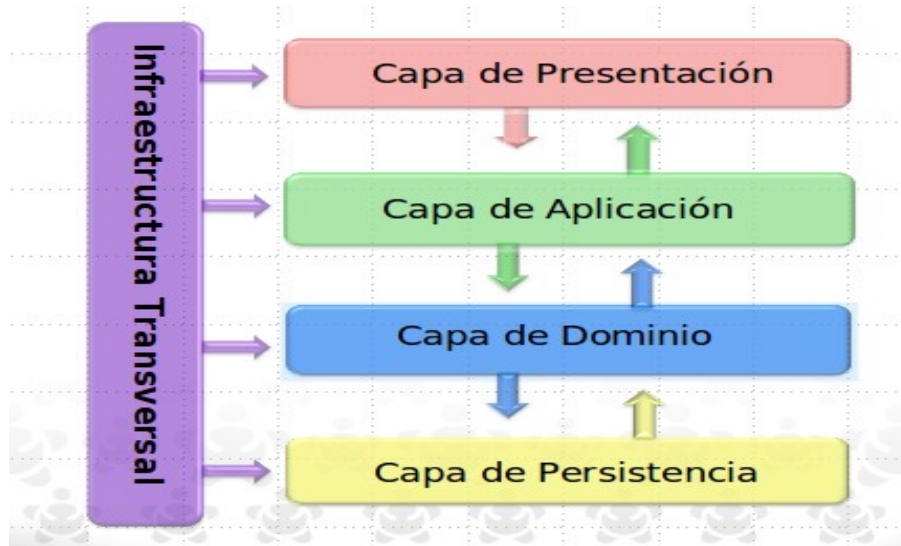 Infraestructura Transversal
Capa de Presentación
Capa de Aplicación
Capa de Dominio
Capa de Persistencia